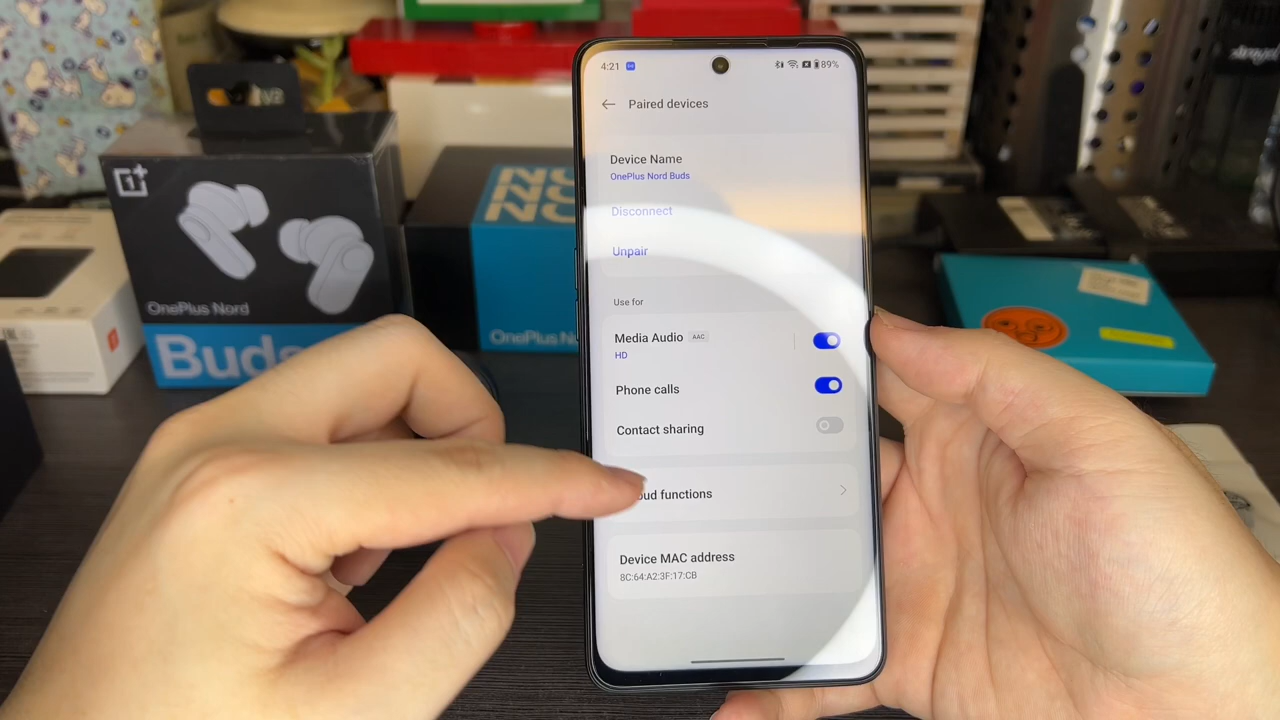 4:21
89%
Paired devices
Device Name
OnePlus Nord Buds
Disconnect
Unpair
Use for
Media Audio AAC
HD
Phone calls
Contact sharing
functions
Device MAC address
8C:64:A2:3F:17:CB
OnePlus Nord
Buds
OnePlus